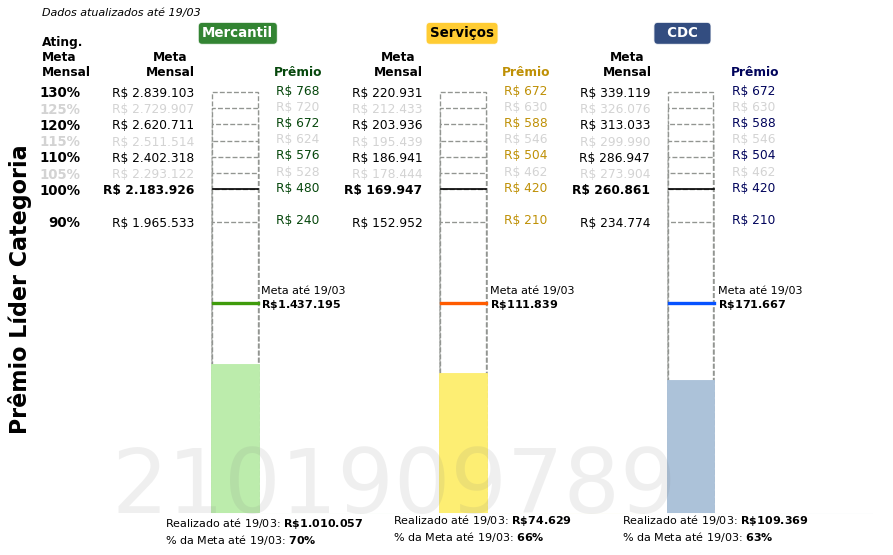 Dados atualizados até 19/03
Mercantil Serviços CDC
Ating.
Meta
Mensal
Meta
Mensal Prêmio Meta
Mensal Prêmio Meta
Mensal Prêmio
130% R$ 2.839.103 R$ 768 R$ 220.931 R$ 672 R$ 339.119 R$ 672
125% R$ 2.729.907 R$ 720 R$ 212.433 R$ 630 R$ 326.076 R$ 630
120% R$ 2.620.711 R$ 672 R$ 203.936 R$ 588 R$ 313.033 R$ 588
115% R$ 2.511.514 R$ 624 R$ 195.439 R$ 546 R$ 299.990 R$ 546
110% R$ 2.402.318 R$ 576 R$ 186.941 R$ 504 R$ 286.947 R$ 504
105% R$ 2.293.122 R$ 528 R$ 178.444 R$ 462 R$ 273.904 R$ 462
100% R$ 2.183.926 R$ 480 R$ 169.947 R$ 420 R$ 260.861 R$ 420
90% R$ 1.965.533 R$ 240 R$ 152.952 R$ 210 R$ 234.774 R$ 210
Prêmio Líder Categoria
Meta até 19/03 Meta até 19/03 Meta até 19/03
R$1.437.195 R$111.839 R$171.667
2101909789
Realizado até 19/03: R$1.010.057 Realizado até 19/03: R$74.629 Realizado até 19/03: R$109.369
% da Meta até 19/03: 70% % da Meta até 19/03: 66% % da Meta até 19/03: 63%